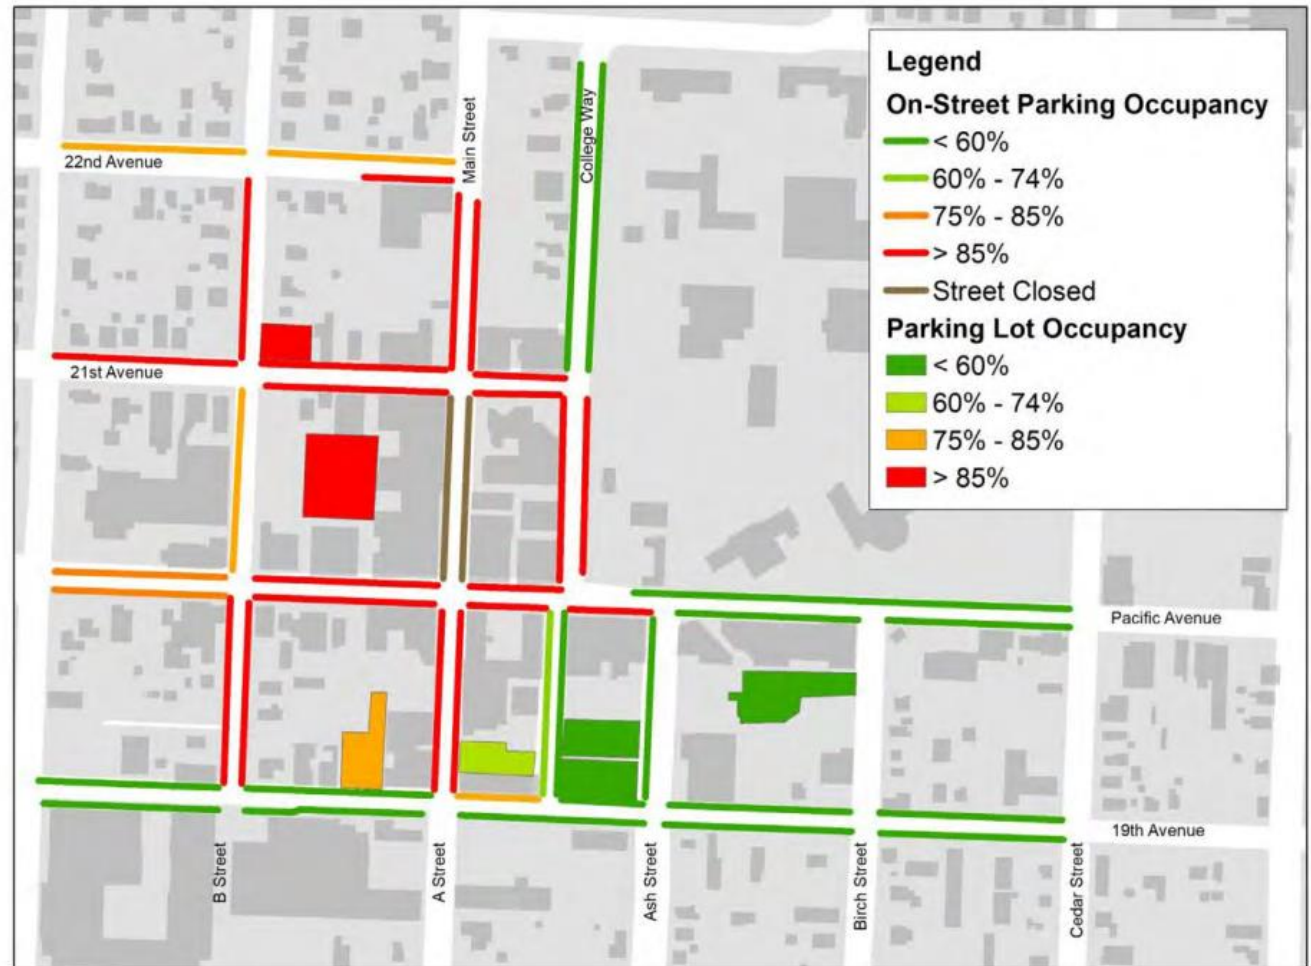 Legend
On-Street Parking Occupancy
< 60%
60% - 74%
75% - 85%
> 85%
Street Closed
Parking Lot Occupancy
< 60%
60% - 74%
75% - 85%
> 85%
Main Street
College Way
22nd Avenue
21st Avenue
Pacific Avenue
19th Avenue
B Street
A Street
Ash Street
Birch Street
Cedar Street